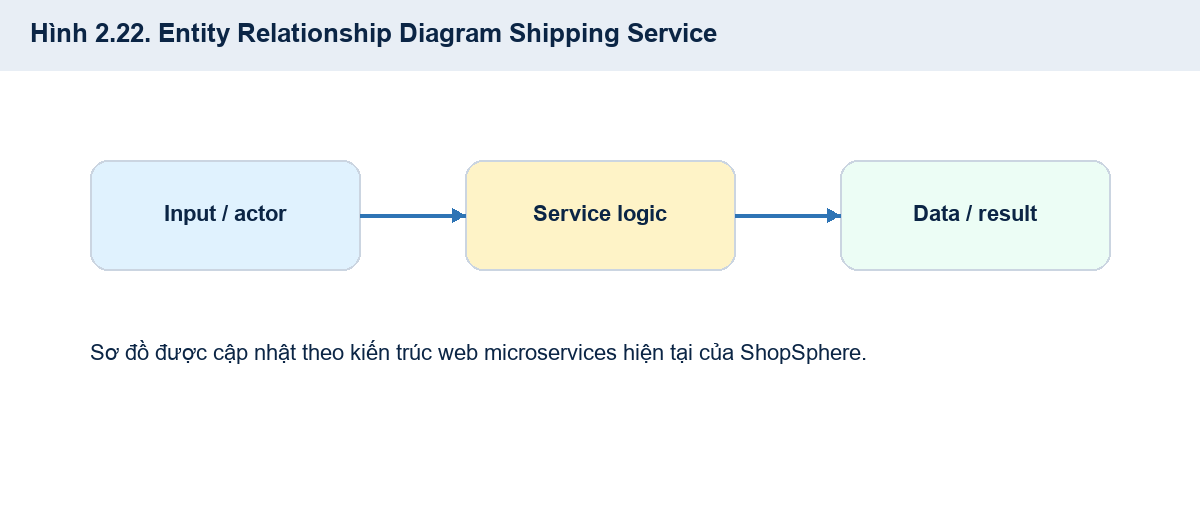 Hình 2.22. Entity Relationship Diagram Shipping Service
Input / actor
Service logic
Data / result
Sơ đồ được cập nhật theo kiến trúc web microservices hiện tại của ShopSphere.